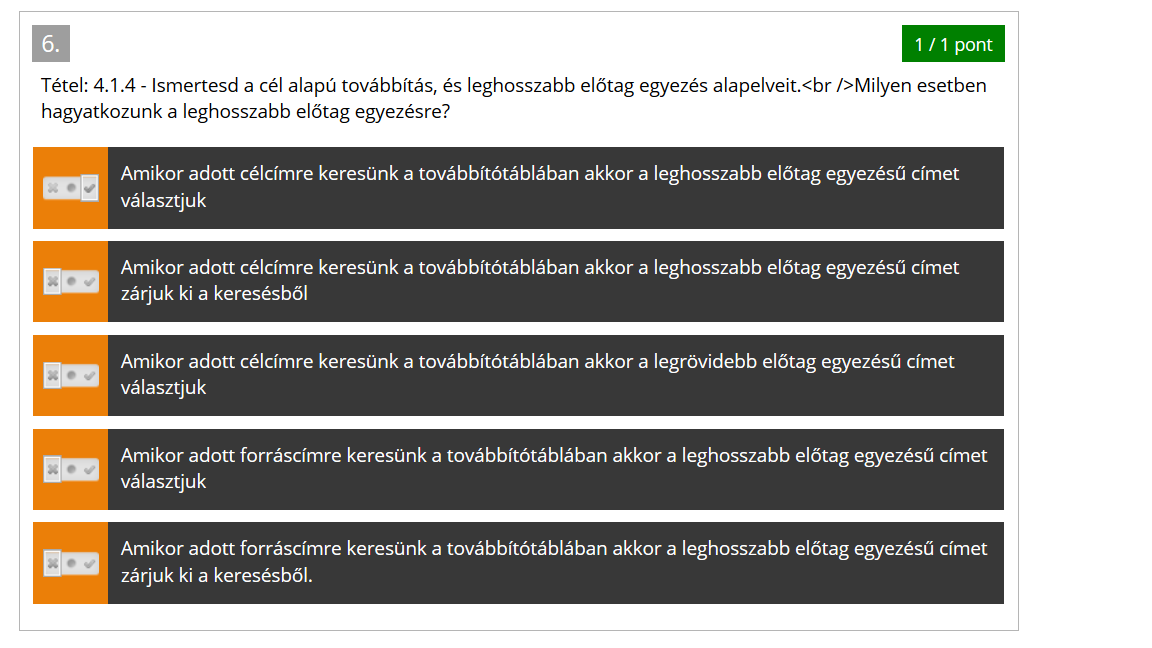 6.
1 / 1 pont
Tétel: 4.1.4 - Ismertesd a cél alapú továbbítás, és leghosszabb előtag egyezés alapelveit.<br />Milyen esetben
hagyatkozunk a leghosszabb előtag egyezésre?
Amikor adott célcímre keresünk a továbbítótáblában akkor a leghosszabb előtag egyezésű címet
választjuk
Amikor adott célcímre keresünk a továbbítótáblában akkor a leghosszabb előtag egyezésű címet
zárjuk ki a keresésből
Amikor adott célcímre keresünk a továbbítótáblában akkor a legrövidebb előtag egyezésű címet
választjuk
Amikor adott forráscímre keresünk a továbbítótáblában akkor a leghosszabb előtag egyezésű címet
választjuk
Amikor adott forráscímre keresünk a továbbítótáblában akkor a leghosszabb előtag egyezésű címet
zárjuk ki a keresésből.